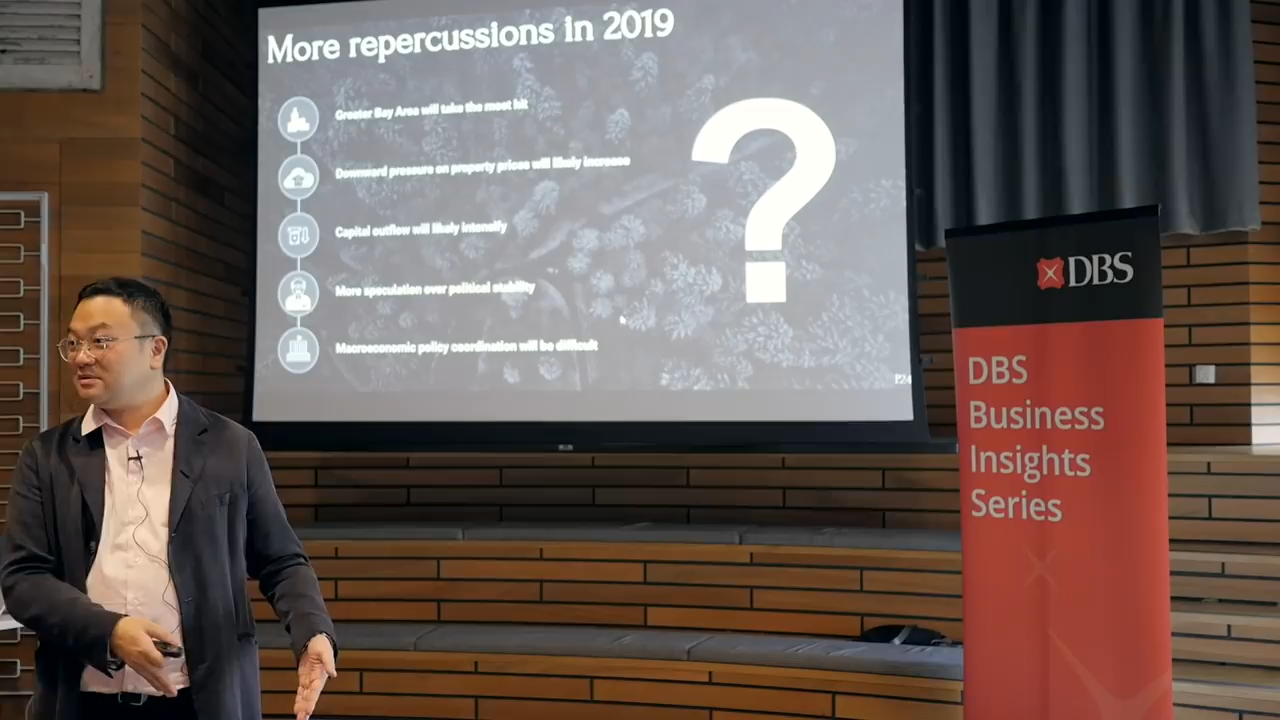 More repercussions in 2019
Greater Bay Area will take the most hit
Downward pressure on property prices will likely increase
Capital outflow will likely intensify
More speculation over political stability
Macroeconomic policy coordination will be difficult
?
P24
DBS
DBS
Business
Insights
Series